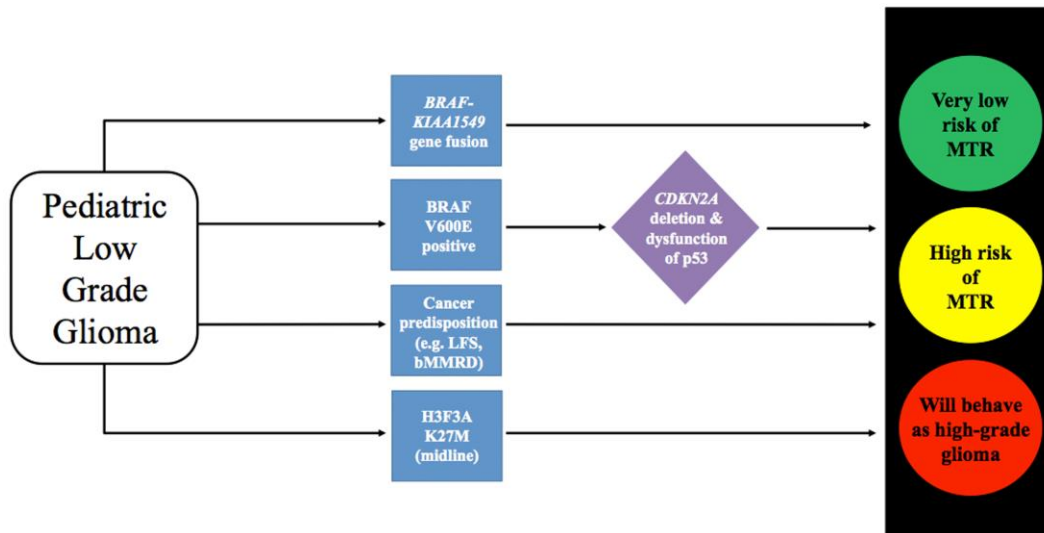 Pediatric
Low
Grade
Glioma
BRAF-
KIAA1549
gene fusion
BRAF
V600E
positive
Cancer
predisposition
(e.g. LFS,
bMMRD)
H3F3A
K27M
(midline)
CDKN2A
deletion &
dysfunction
of p53
Very low
risk of
MTR
High risk
of
MTR
Will behave
as high-grade
glioma